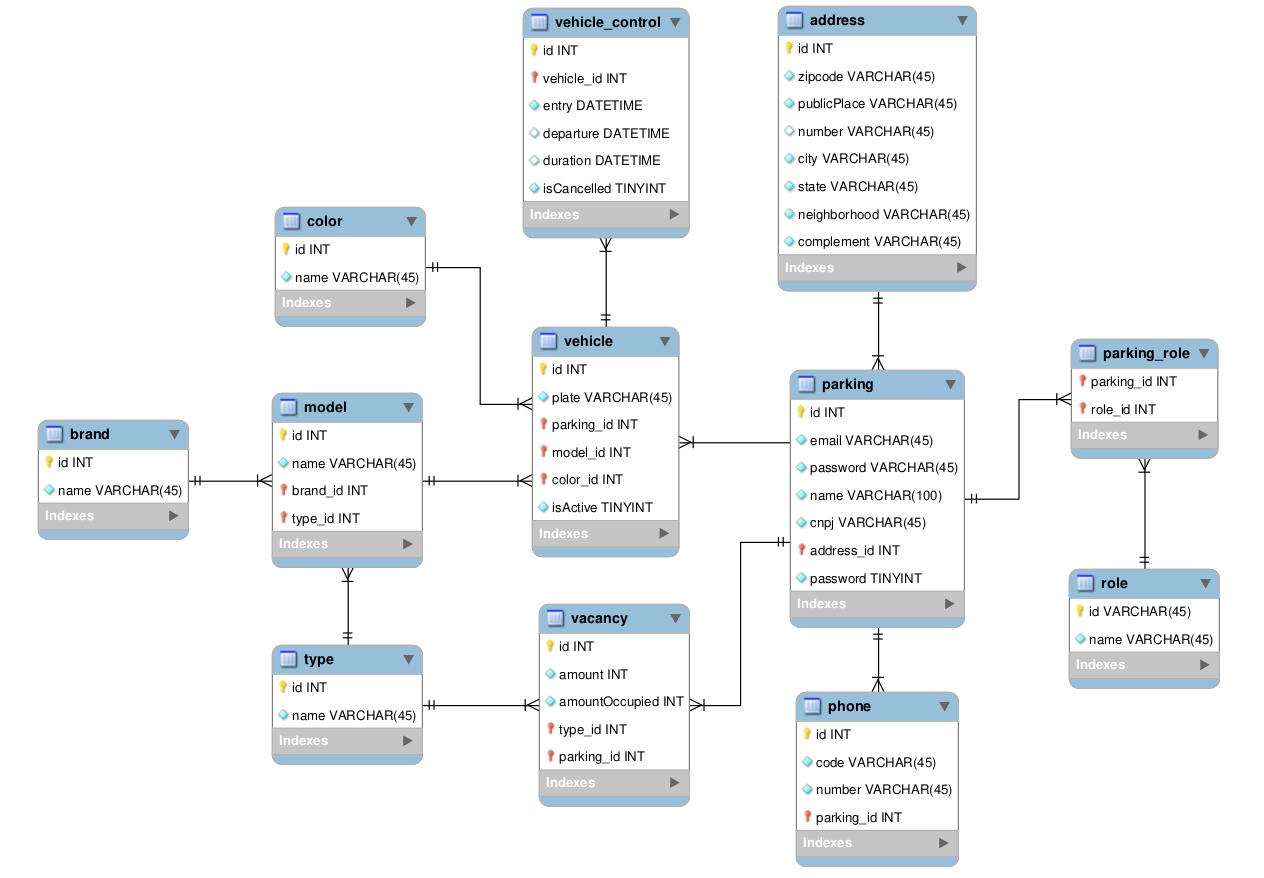 vehicle_control
id INT
vehicle_id INT
entry DATETIME
departure DATETIME
duration DATETIME
isCancelled TINYINT
Indexes
address
id INT
zipcode VARCHAR(45)
publicPlace VARCHAR(45)
number VARCHAR(45)
city VARCHAR(45)
state VARCHAR(45)
neighborhood VARCHAR(45)
complement VARCHAR(45)
Indexes
color
id INT
name VARCHAR(45)
Indexes
vehicle
id INT
plate VARCHAR(45)
parking_id INT
model_id INT
color_id INT
isActive TINYINT
Indexes
parking_role
parking_id INT
role_id INT
Indexes
parking
id INT
email VARCHAR(45)
password VARCHAR(45)
name VARCHAR(100)
cnpj VARCHAR(45)
address_id INT
password TINYINT
Indexes
model
id INT
name VARCHAR(45)
brand_id INT
type_id INT
Indexes
brand
id INT
name VARCHAR(45)
Indexes
role
id VARCHAR(45)
name VARCHAR(45)
Indexes
vacancy
id INT
amount INT
amountOccupied INT
type_id INT
parking_id INT
Indexes
type
id INT
name VARCHAR(45)
Indexes
phone
id INT
code VARCHAR(45)
number VARCHAR(45)
parking_id INT
Indexes